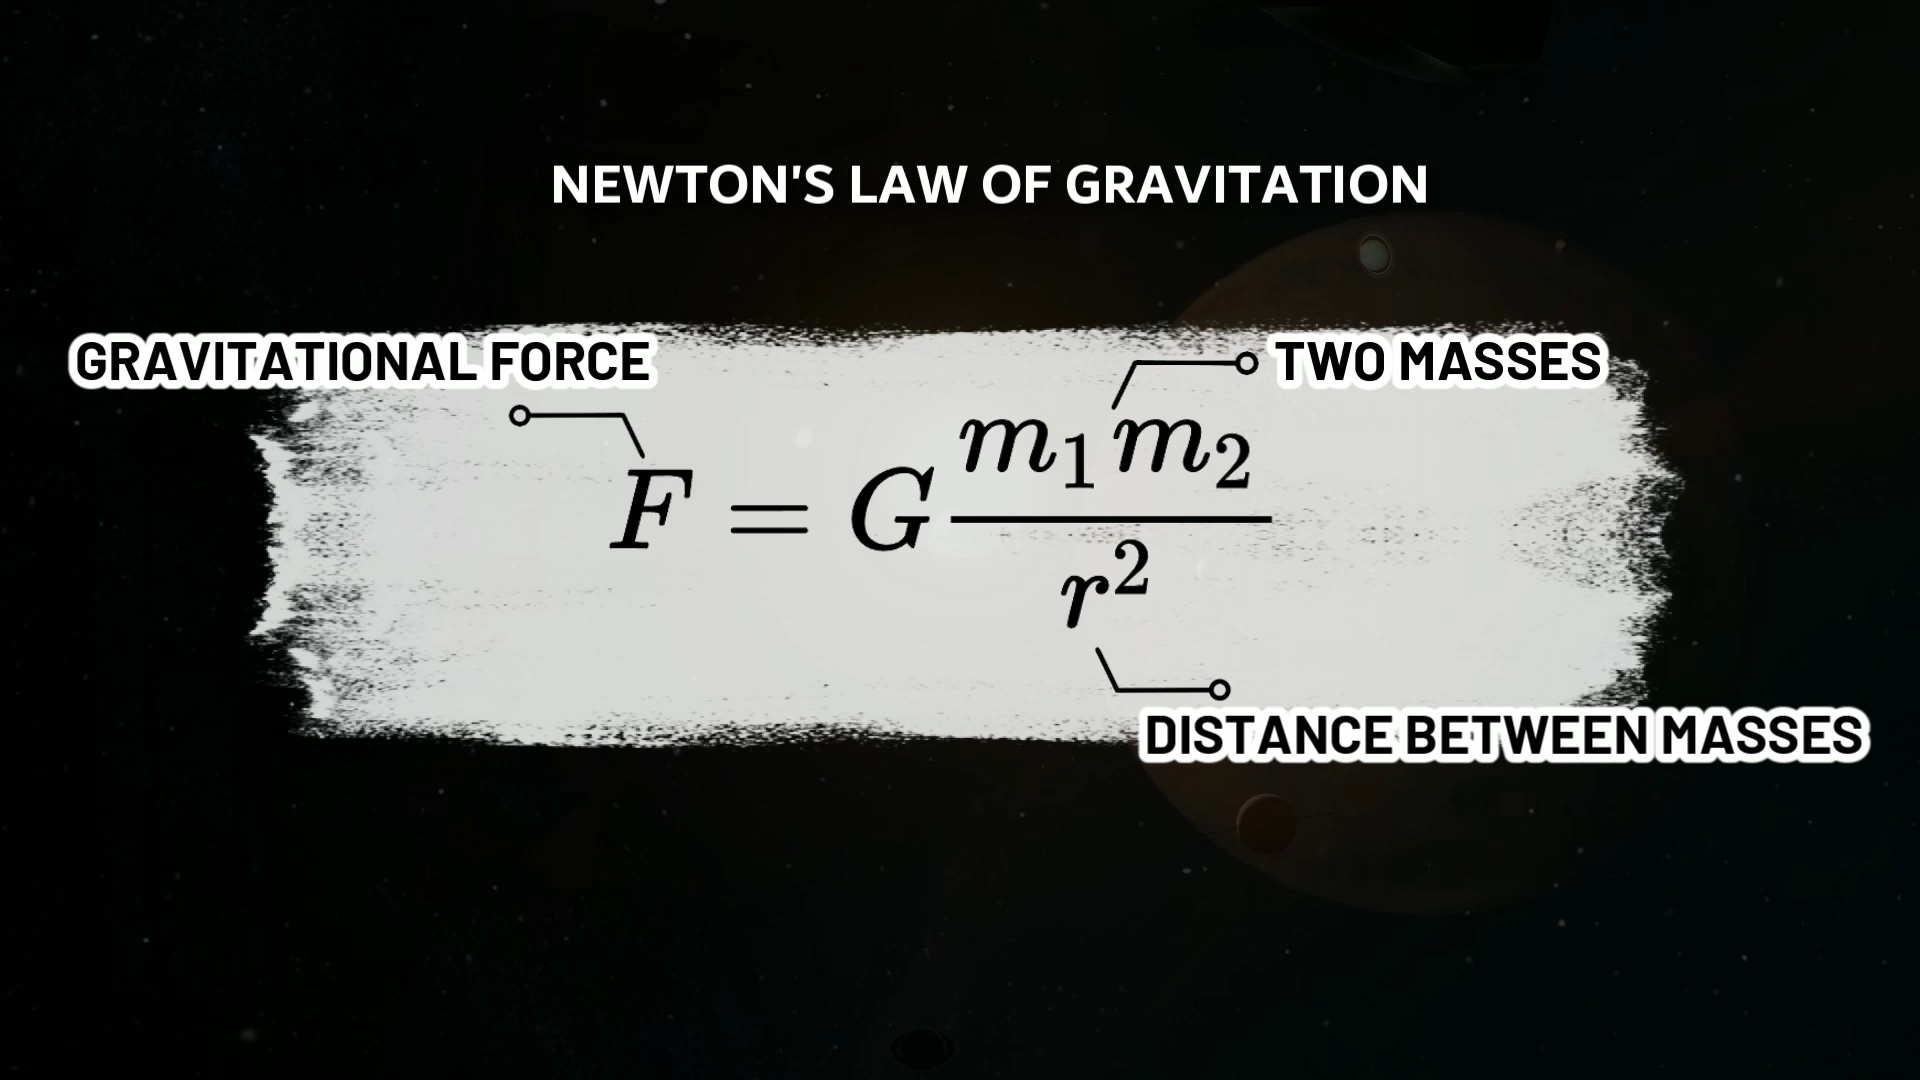 NEWTON'S LAW OF GRAVITATION
GRAVITATIONAL FORCE
TWO MASSES
F = G m₁m₂ / r²
DISTANCE BETWEEN MASSES